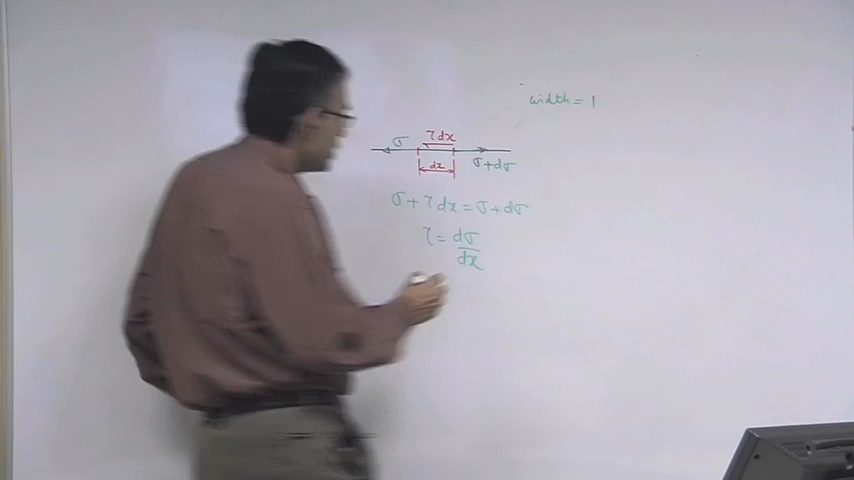 width = 1
τdx
σ
dx
σ+dσ
σ + τdx = σ + dσ
τ = dσ/dx